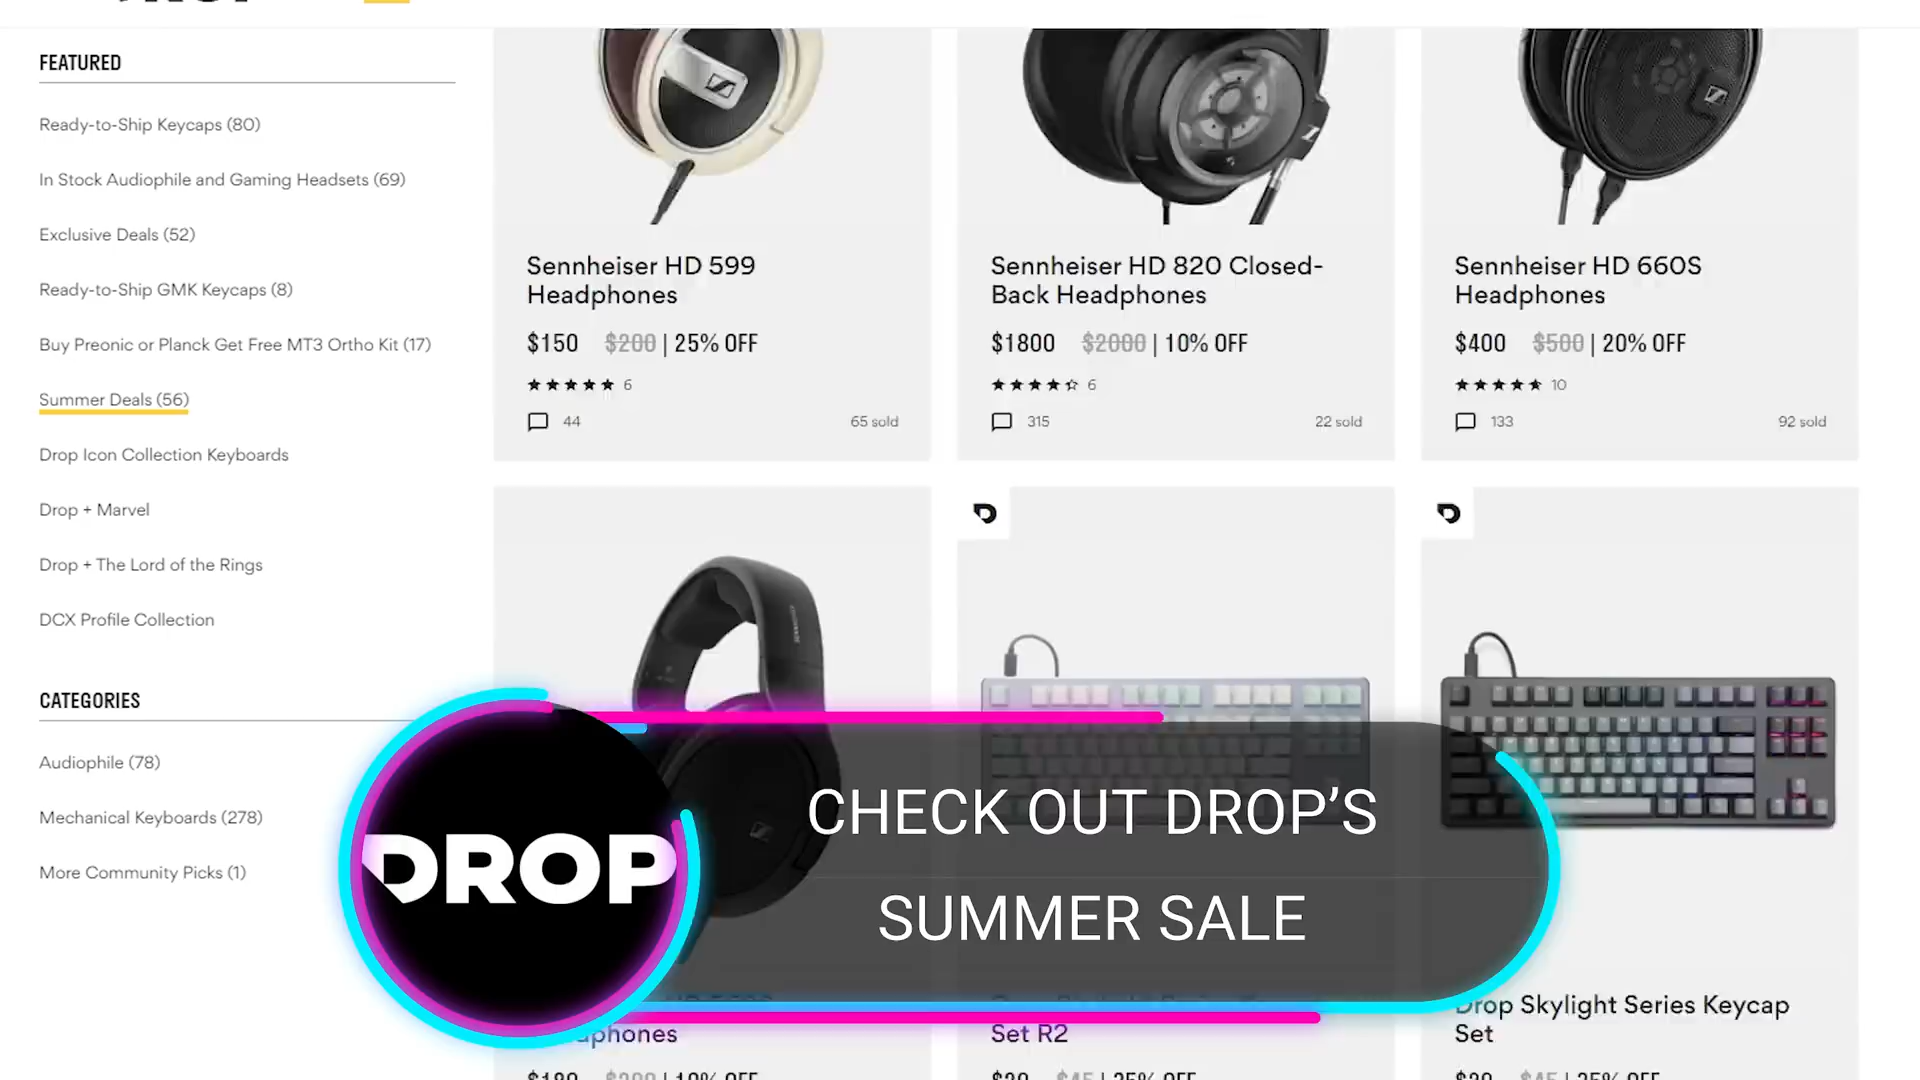 FEATURED
Ready-to-Ship Keycaps (80)
In Stock Audiophile and Gaming Headsets (69)
Exclusive Deals (52)
Ready-to-Ship GMK Keycaps (8)
Buy Preonic or Planck Get Free MT3 Ortho Kit (17)
Summer Deals (56)
Drop Icon Collection Keyboards
Drop + Marvel
Drop + The Lord of the Rings
DCX Profile Collection
CATEGORIES
Audiophile (78)
Mechanical Keyboards (278)
More Community Picks (1)
Sennheiser HD 599
Headphones
$150 $200 | 25% OFF
6
44
65 sold
Sennheiser HD 820 Closed-
Back Headphones
$1800 $2000 | 10% OFF
6
315
22 sold
Sennheiser HD 660S
Headphones
$400 $500 | 20% OFF
10
133
92 sold
DROP
CHECK OUT DROP’S
SUMMER SALE
Set R2
Drop Skylight Series Keycap
Set